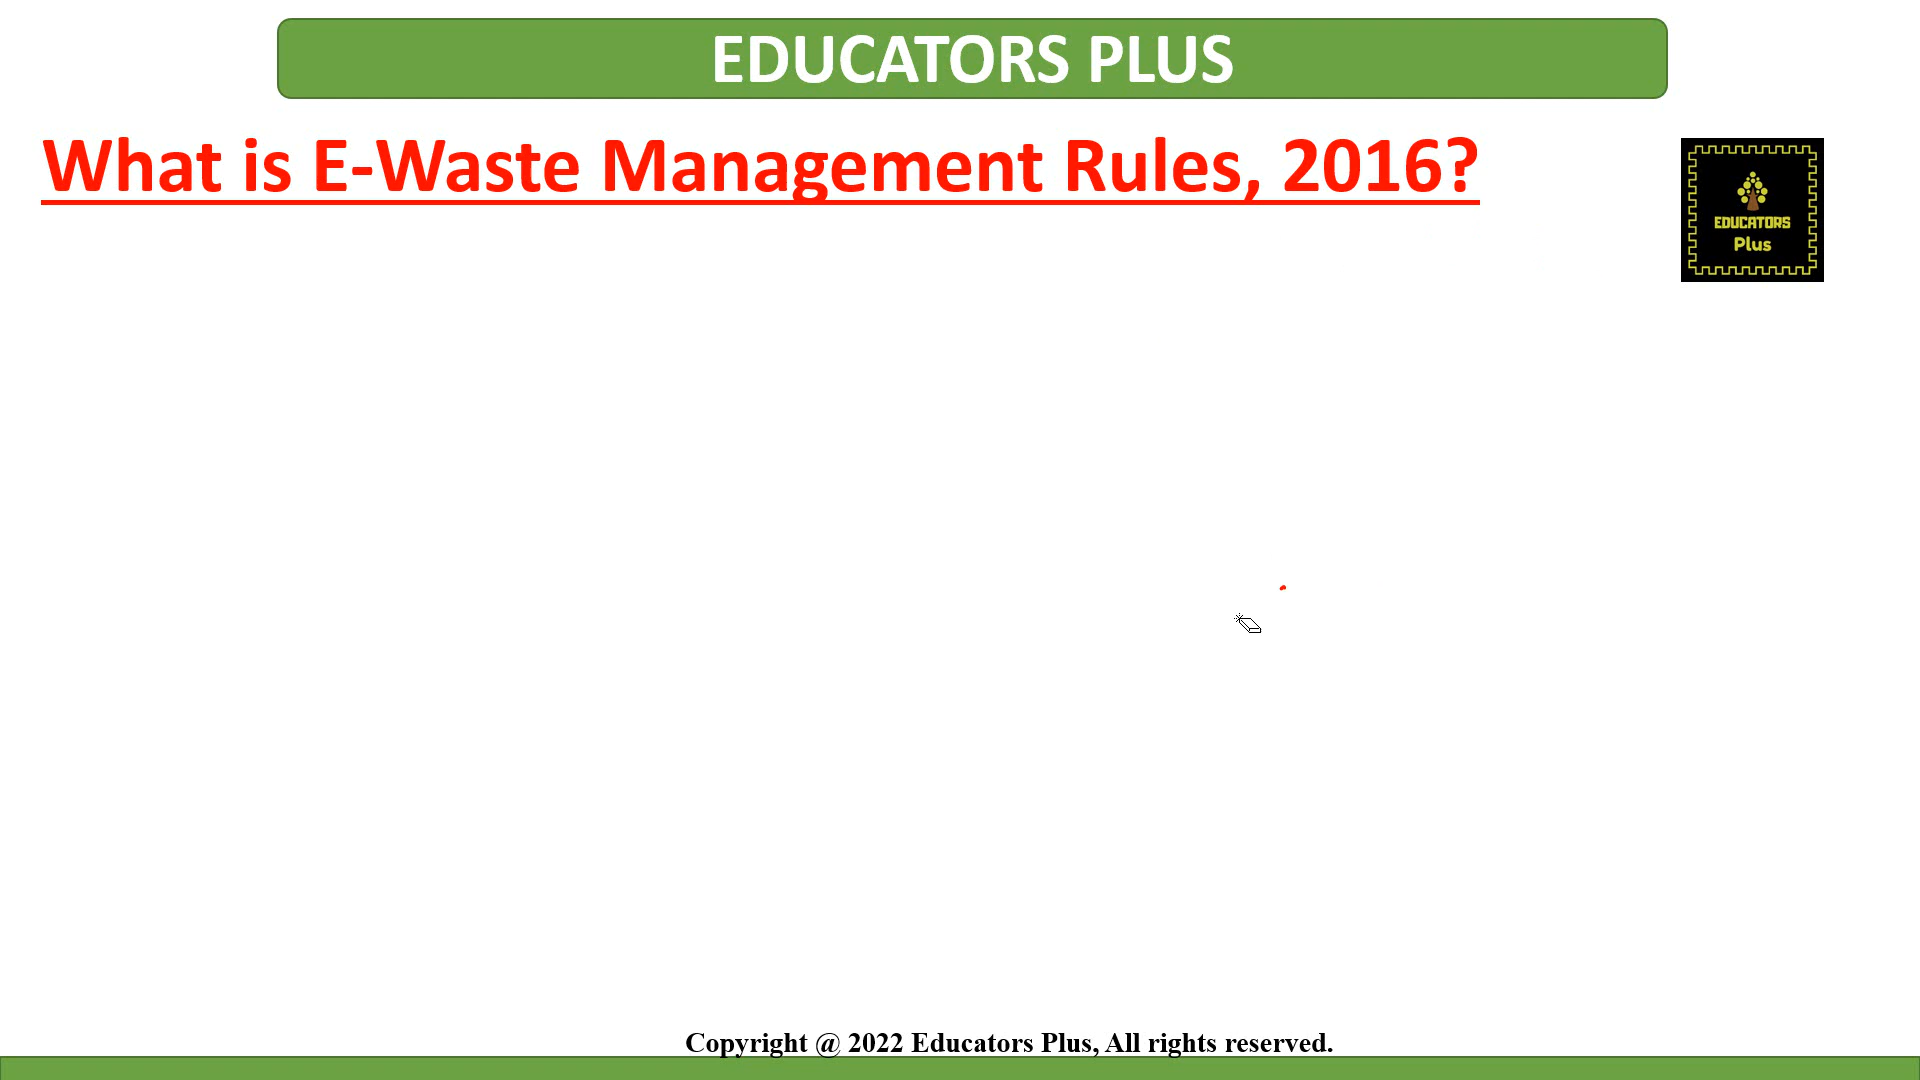 EDUCATORS PLUS
What is E-Waste Management Rules, 2016?
EDUCATORS
Plus
Copyright @ 2022 Educators Plus, All rights reserved.